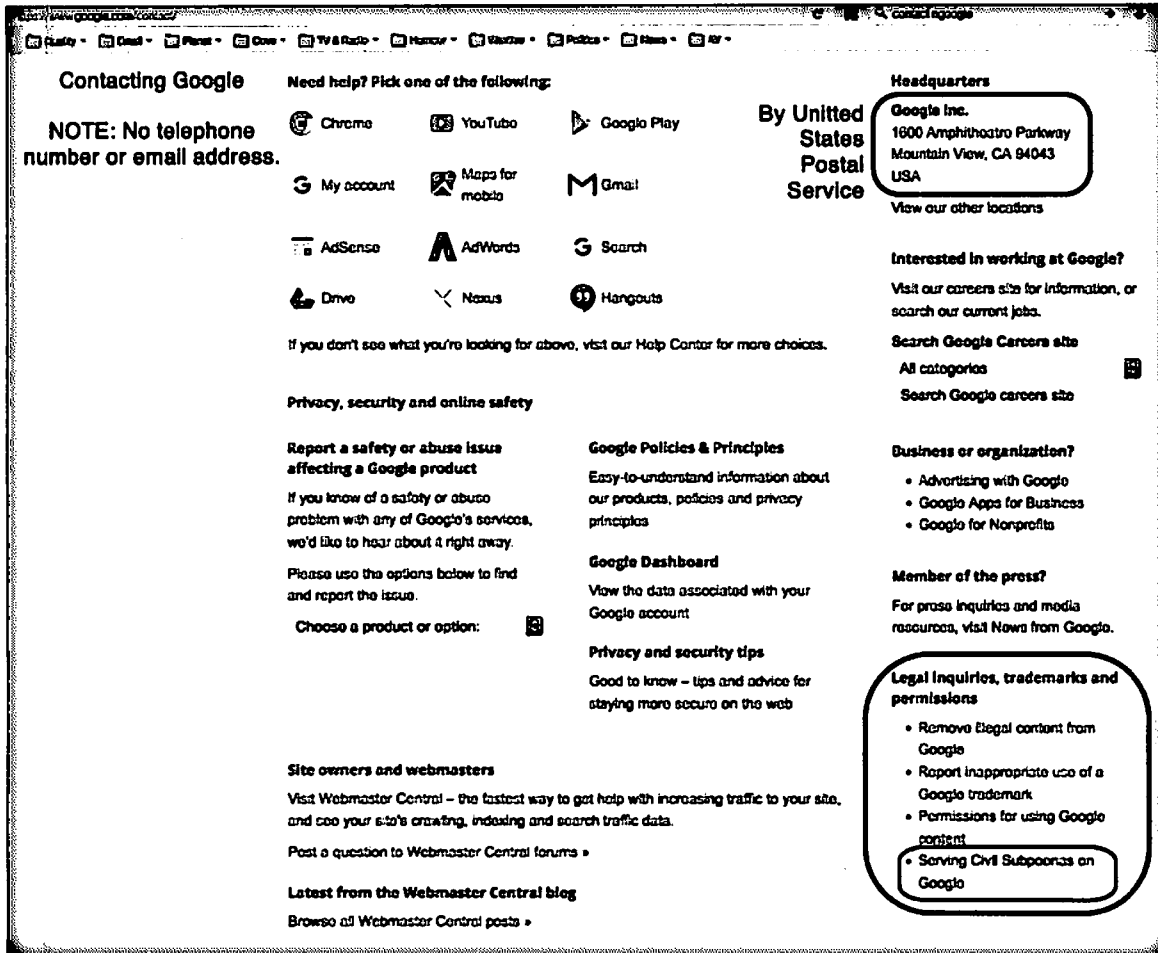 www.google.com/contact/
contact google
Quality
Gmail
Planet
TV & Radio
Humour
Politics
News
Contacting Google
NOTE: No telephone
number or email address.
Need help? Pick one of the following:
Chrome
YouTube
Google Play
My account
Maps for
mobile
Gmail
AdSense
AdWords
Search
Drive
Nexus
Hangouts
If you don't see what you're looking for above, visit our Help Center for more choices.
Privacy, security and online safety
Report a safety or abuse issue
affecting a Google product
If you know of a safety or abuse
problem with any of Google's services,
we'd like to hear about it right away.
Please use the options below to find
and report the issue.
Choose a product or option:
Google Policies & Principles
Easy-to-understand information about
our products, policies and privacy
principles
Google Dashboard
View the data associated with your
Google account
Privacy and security tips
Good to know – tips and advice for
staying more secure on the web
Site owners and webmasters
Visit Webmaster Central – the fastest way to get help with increasing traffic to your site,
and see your site's crawling, indexing and search traffic data.
Post a question to Webmaster Central forums »
Latest from the Webmaster Central blog
Browse all Webmaster Central posts »
By Unitted
States
Postal
Service
Headquarters
Google Inc.
1600 Amphitheatre Parkway
Mountain View, CA 94043
USA
View our other locations
Interested in working at Google?
Visit our careers site for information, or
search our current jobs.
Search Google Careers site
All categories
Search Google careers site
Business or organization?
• Advertising with Google
• Google Apps for Business
• Google for Nonprofits
Member of the press?
For press inquiries and media
resources, visit News from Google.
Legal inquiries, trademarks and
permissions
• Remove illegal content from
Google
• Report inappropriate use of a
Google trademark
• Permissions for using Google
content
• Serving Civil Subpoenas on
Google